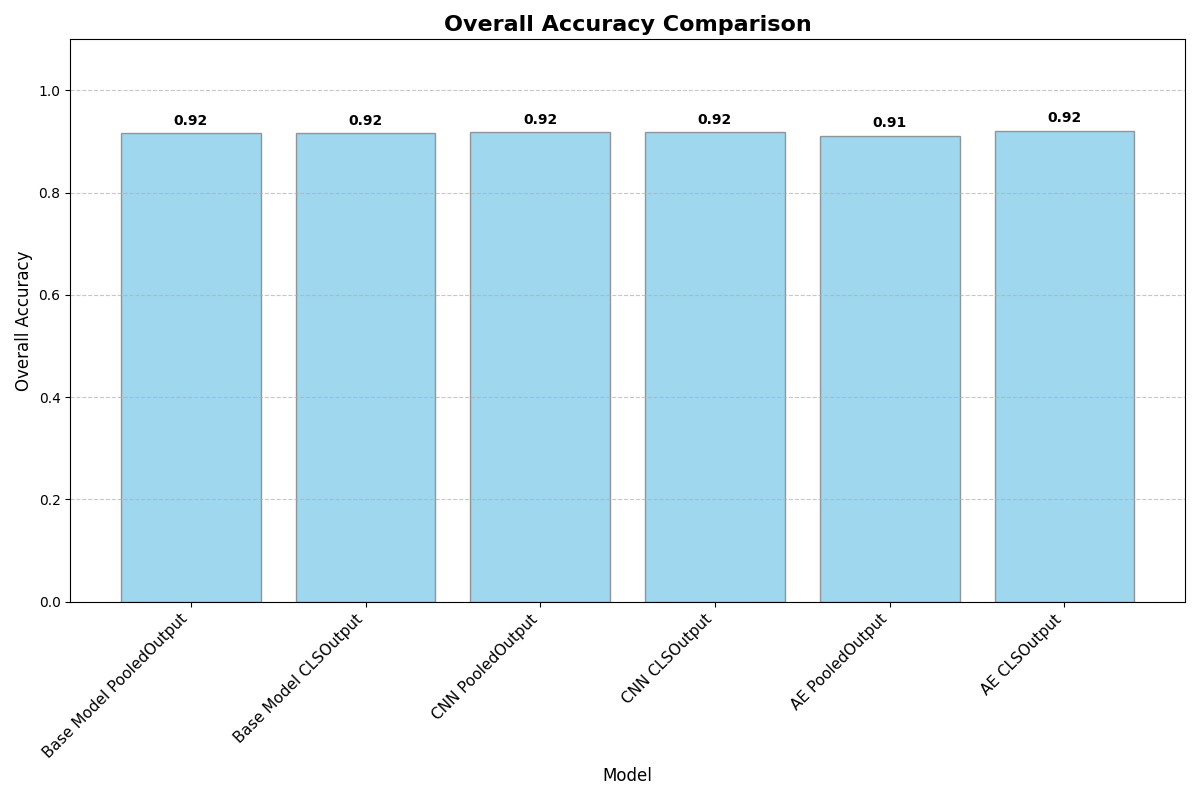 Overall Accuracy Comparison
Overall Accuracy
1.0
0.8
0.6
0.4
0.2
0.0
0.92
0.92
0.92
0.92
0.91
0.92
Base Model PooledOutput
Base Model CLSOutput
CNN PooledOutput
CNN CLSOutput
AE PooledOutput
AE CLSOutput
Model